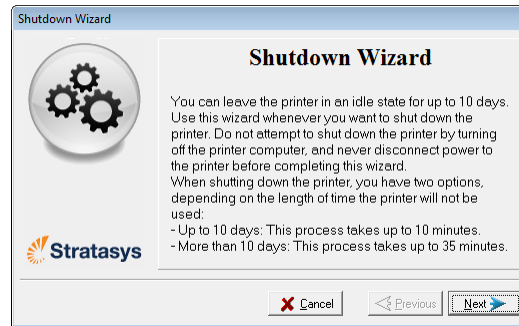 Shutdown Wizard
Shutdown Wizard
You can leave the printer in an idle state for up to 10 days.
Use this wizard whenever you want to shut down the
printer. Do not attempt to shut down the printer by turning
off the printer computer, and never disconnect power to
the printer before completing this wizard.
When shutting down the printer, you have two options,
depending on the length of time the printer will not be
used:
- Up to 10 days: This process takes up to 10 minutes.
- More than 10 days: This process takes up to 35 minutes.
Stratasys
Cancel
Previous
Next